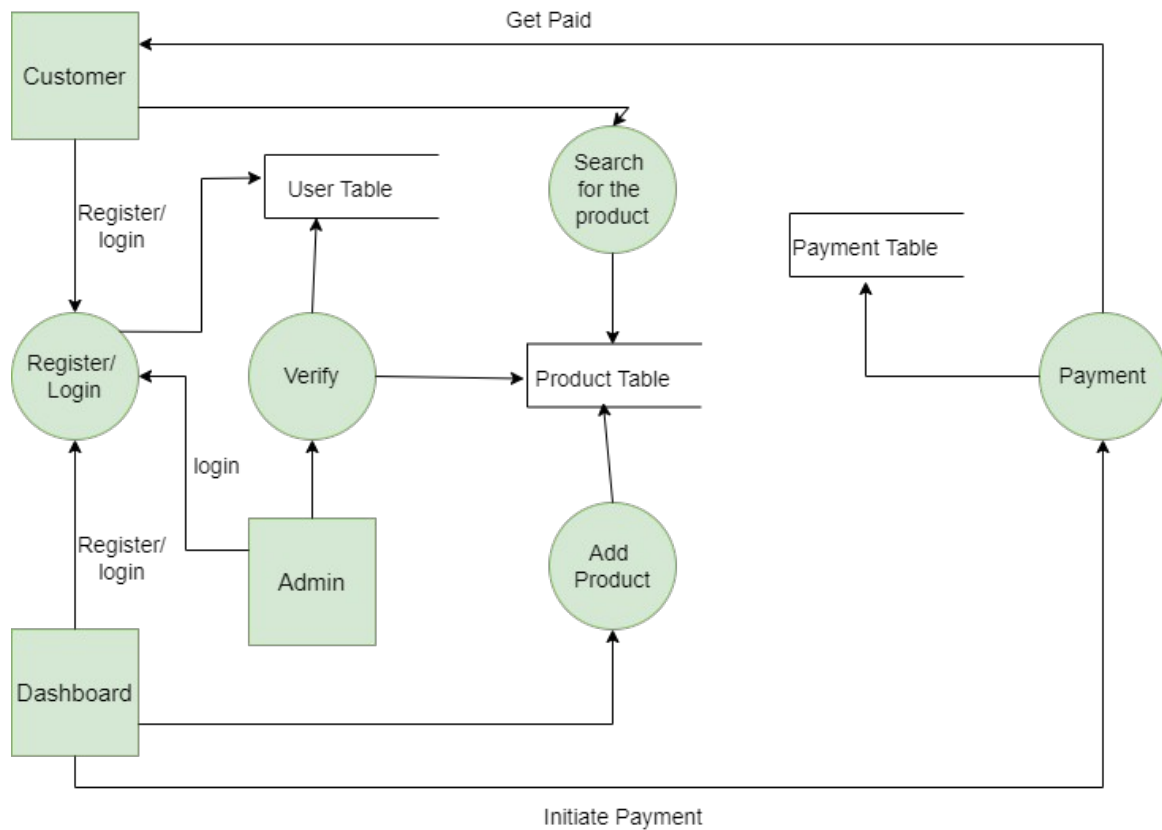 Get Paid
Customer
Search
for the
product
User Table
Register/
login
Payment Table
Register/
Login
Verify
Product Table
Payment
login
Register/
login
Add
Product
Admin
Dashboard
Initiate Payment